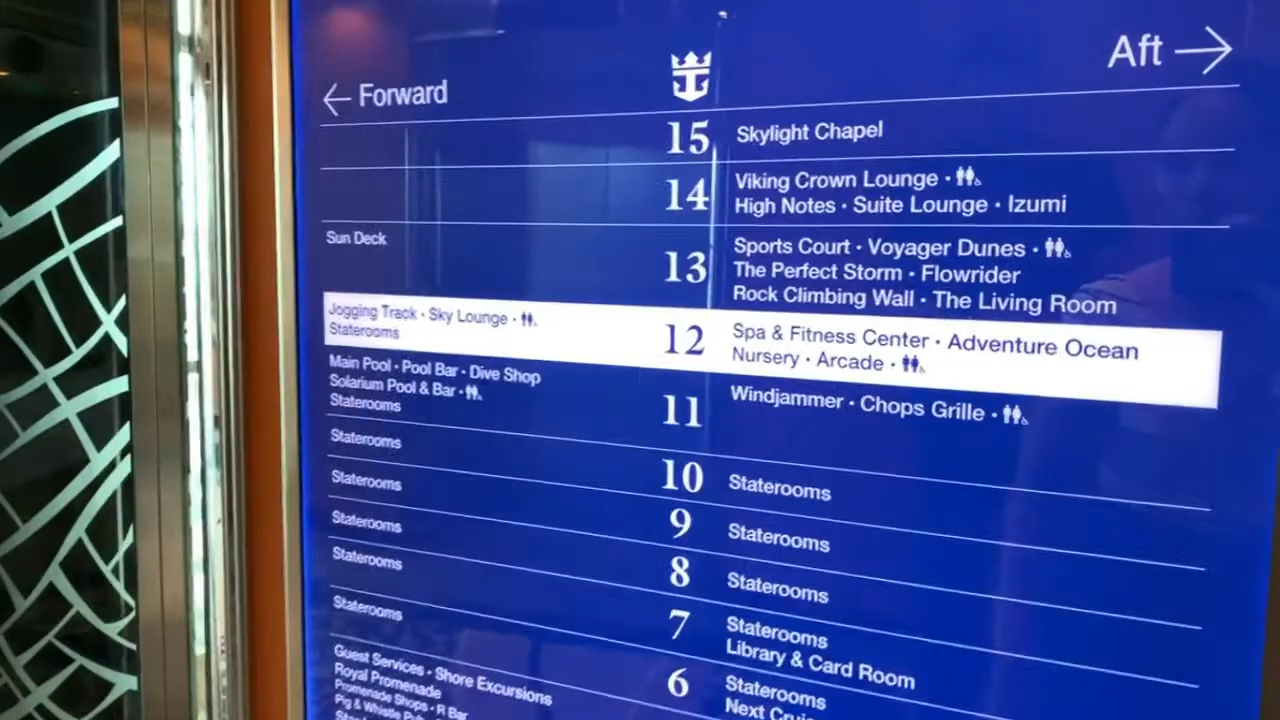 ← Forward
Aft →
15 Skylight Chapel
14 Viking Crown Lounge ·
High Notes · Suite Lounge · Izumi
Sun Deck
13 Sports Court · Voyager Dunes ·
The Perfect Storm · Flowrider
Rock Climbing Wall · The Living Room
Jogging Track · Sky Lounge ·
Staterooms
12 Spa & Fitness Center · Adventure Ocean
Nursery · Arcade ·
Main Pool · Pool Bar · Dive Shop
Solarium Pool & Bar ·
Staterooms
11 Windjammer · Chops Grille ·
Staterooms
10 Staterooms
Staterooms
9 Staterooms
Staterooms
8 Staterooms
Staterooms
7 Staterooms
Library & Card Room
Staterooms
6 Staterooms
Next
Guest Services · Shore Excursions
Royal Promenade
Promenade Shops · R Bar
Pig & Whistle